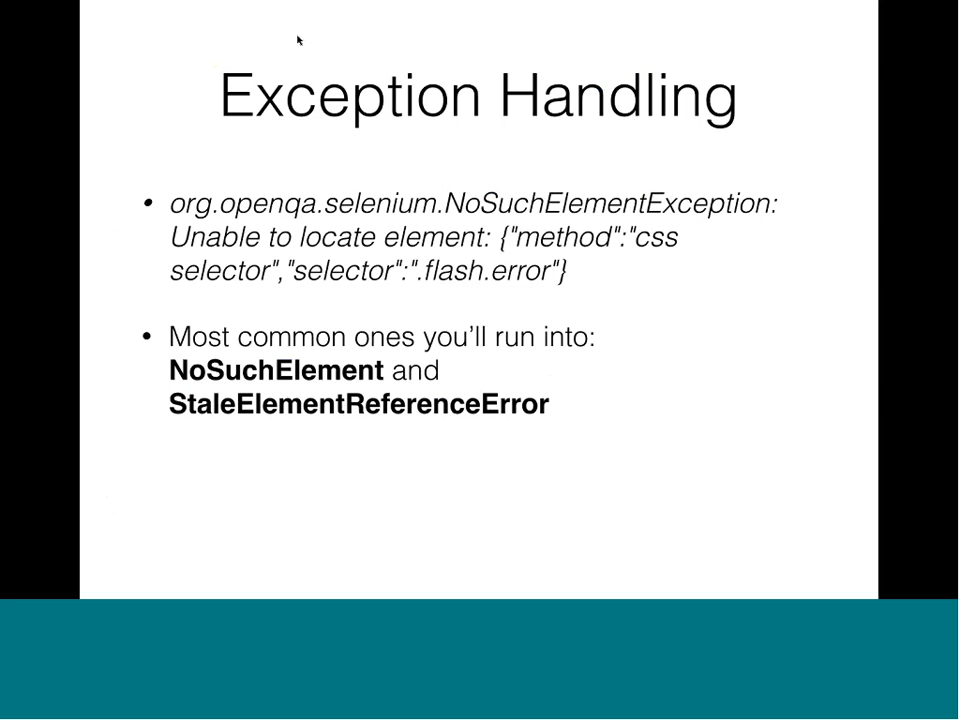 Exception Handling
• org.openqa.selenium.NoSuchElementException:
Unable to locate element: {"method":"css
selector","selector":".flash.error"}
• Most common ones you’ll run into:
NoSuchElement and
StaleElementReferenceError